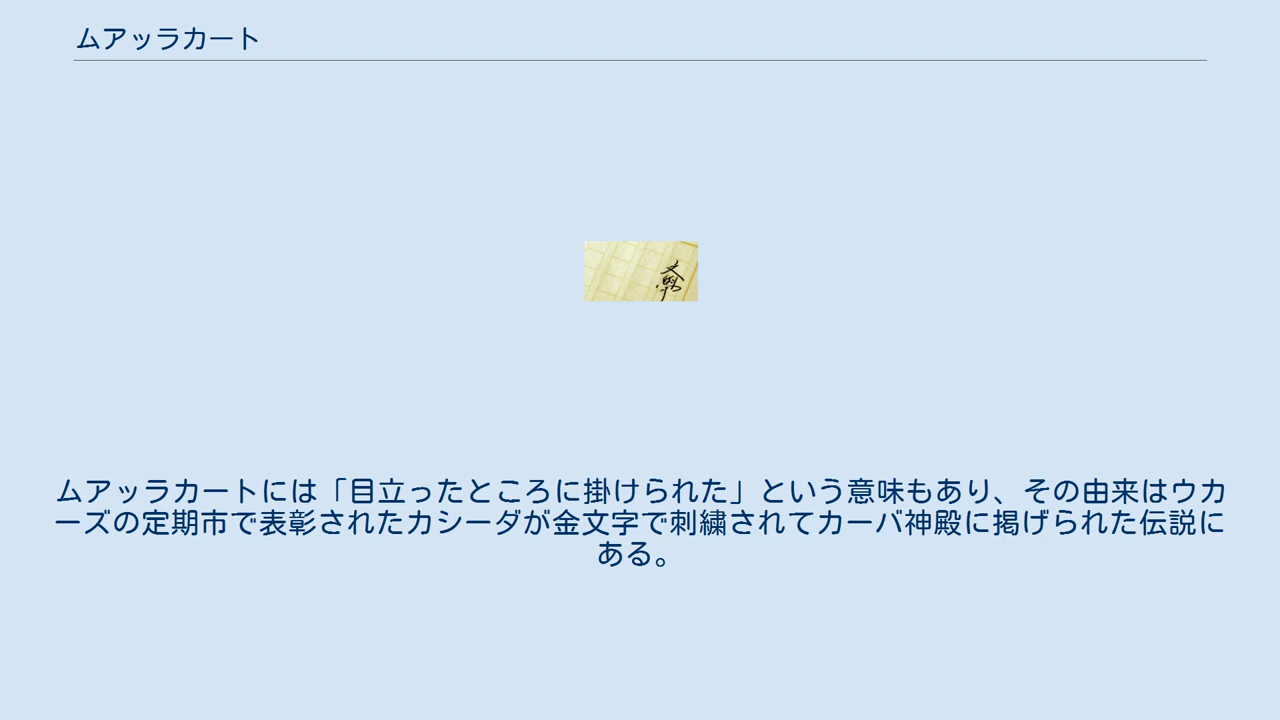 ムアッラカート
ムアッラカートには「目立ったところに掛けられた」という意味もあり、その由来はウカ
ーズの定期市で表彰されたカシーダが金文字で刺繍されてカーバ神殿に掲げられた伝説に
ある。